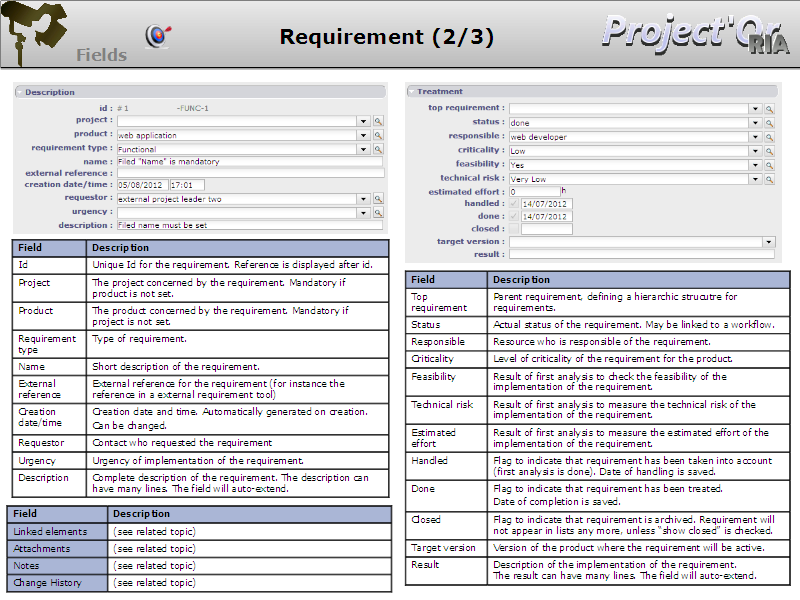 Fields
Requirement (2/3)
Project'Or
RIA
Description
id : # 1 -FUNC-1
project :
product : web application
requirement type : Functional
name : Filed "Name" is mandatory
external reference :
creation date/time : 05/08/2012 17:01
requestor : external project leader two
urgency :
description : Filed name must be set
Field Description
Id Unique Id for the requirement. Reference is displayed after id.
Project The project concerned by the requirement. Mandatory if
product is not set.
Product The product concerned by the requirement. Mandatory if
project is not set.
Requirement Type of requirement.
type
Name Short description of the requirement.
External External reference for the requirement (for instance the
reference reference in a external requirement tool)
Creation Creation date and time. Automatically generated on creation.
date/time Can be changed.
Requestor Contact who requested the requirement
Urgency Urgency of implementation of the requirement.
Description Complete description of the requirement. The description can
have many lines. The field will auto-extend.
Field Description
Linked elements (see related topic)
Attachments (see related topic)
Notes (see related topic)
Change History (see related topic)
Treatment
top requirement :
status : done
responsible : web developer
criticality : Low
feasibility : Yes
technical risk : Very Low
estimated effort : 0 h
handled : 14/07/2012
done : 14/07/2012
closed :
target version :
result :
Field Description
Top Parent requirement, defining a hierarchic strucutre for
requirement requirements.
Status Actual status of the requirement. May be linked to a workflow.
Responsible Resource who is responsible of the requirement.
Criticality Level of criticality of the requirement for the product.
Feasibility Result of first analysis to check the feasibility of the
implementation of the requirement.
Technical risk Result of first analysis to measure the technical risk of the
implementation of the requirement.
Estimated Result of first analysis to measure the estimated effort of the
effort implementation of the requirement.
Handled Flag to indicate that requirement has been taken into account
(first analysis is done). Date of handling is saved.
Done Flag to indicate that requirement has been treated.
Date of completion is saved.
Closed Flag to indicate that requirement is archived. Requirement will
not appear in lists any more, unless "show closed" is checked.
Target version Version of the product where the requirement will be active.
Result Description of the implementation of the requirement.
The result can have many lines. The field will auto-extend.